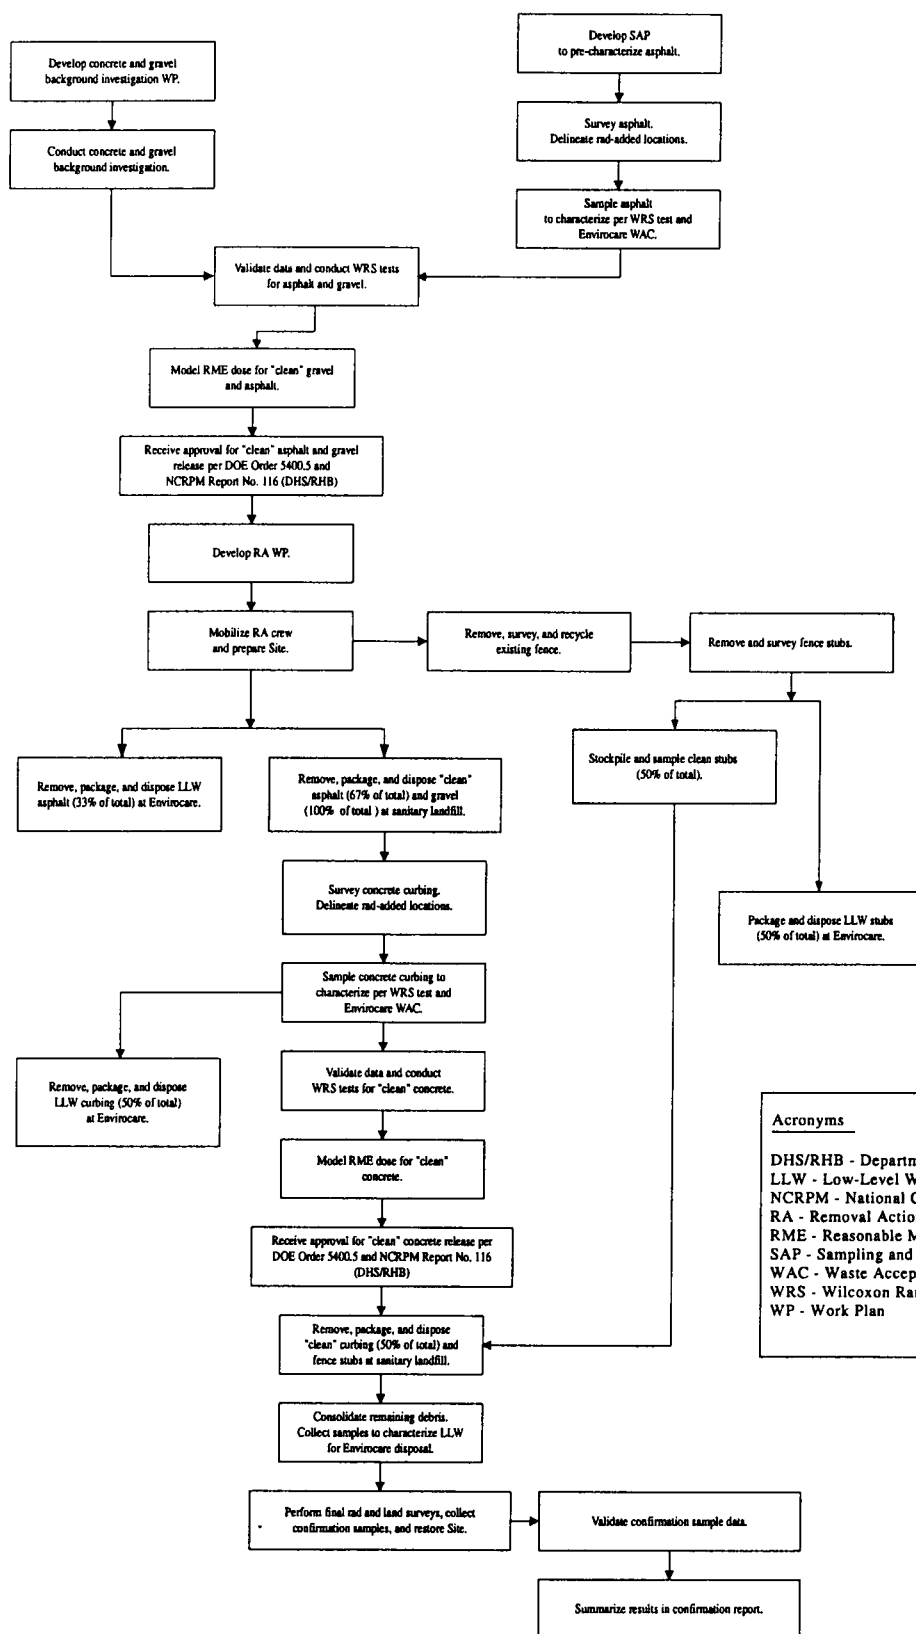 Develop SAP
to pre-characterize asphalt.
Develop concrete and gravel
background investigation WP.
Survey asphalt.
Delineate rad-added locations.
Conduct concrete and gravel
background investigation.
Sample asphalt
to characterize per WRS test and
Envirocare WAC.
Validate data and conduct WRS tests
for asphalt and gravel.
Model RME dose for "clean" gravel
and asphalt.
Receive approval for "clean" asphalt and gravel
release per DOE Order 5400.5 and
NCRPM Report No. 116 (DHS/RHB)
Develop RA WP.
Mobilize RA crew
and prepare Site.
Remove, survey, and recycle
existing fence.
Remove and survey fence stubs.
Remove, package, and dispose LLW
asphalt (33% of total) at Envirocare.
Remove, package, and dispose "clean"
asphalt (67% of total) and gravel
(100% of total ) at sanitary landfill.
Stockpile and sample clean stubs
(50% of total).
Survey concrete curbing.
Delineate rad-added locations.
Package and dispose LLW stubs
(50% of total) at Envirocare.
Sample concrete curbing to
characterize per WRS test and
Envirocare WAC.
Remove, package, and dispose
LLW curbing (50% of total)
at Envirocare.
Validate data and conduct
WRS tests for "clean" concrete.
Model RME dose for "clean"
concrete.
Receive approval for "clean" concrete release per
DOE Order 5400.5 and NCRPM Report No. 116
(DHS/RHB)
Remove, package, and dispose
"clean" curbing (50% of total) and
fence stubs at sanitary landfill.
Consolidate remaining debris.
Collect samples to characterize LLW
for Envirocare disposal.
Perform final rad and land surveys, collect
confirmation samples, and restore Site.
Validate confirmation sample data.
Summarize results in confirmation report.
Acronyms
DHS/RHB - Departm
LLW - Low-Level W
NCRPM - National C
RA - Removal Action
RME - Reasonable M
SAP - Sampling and
WAC - Waste Accep
WRS - Wilcoxon Ra
WP - Work Plan